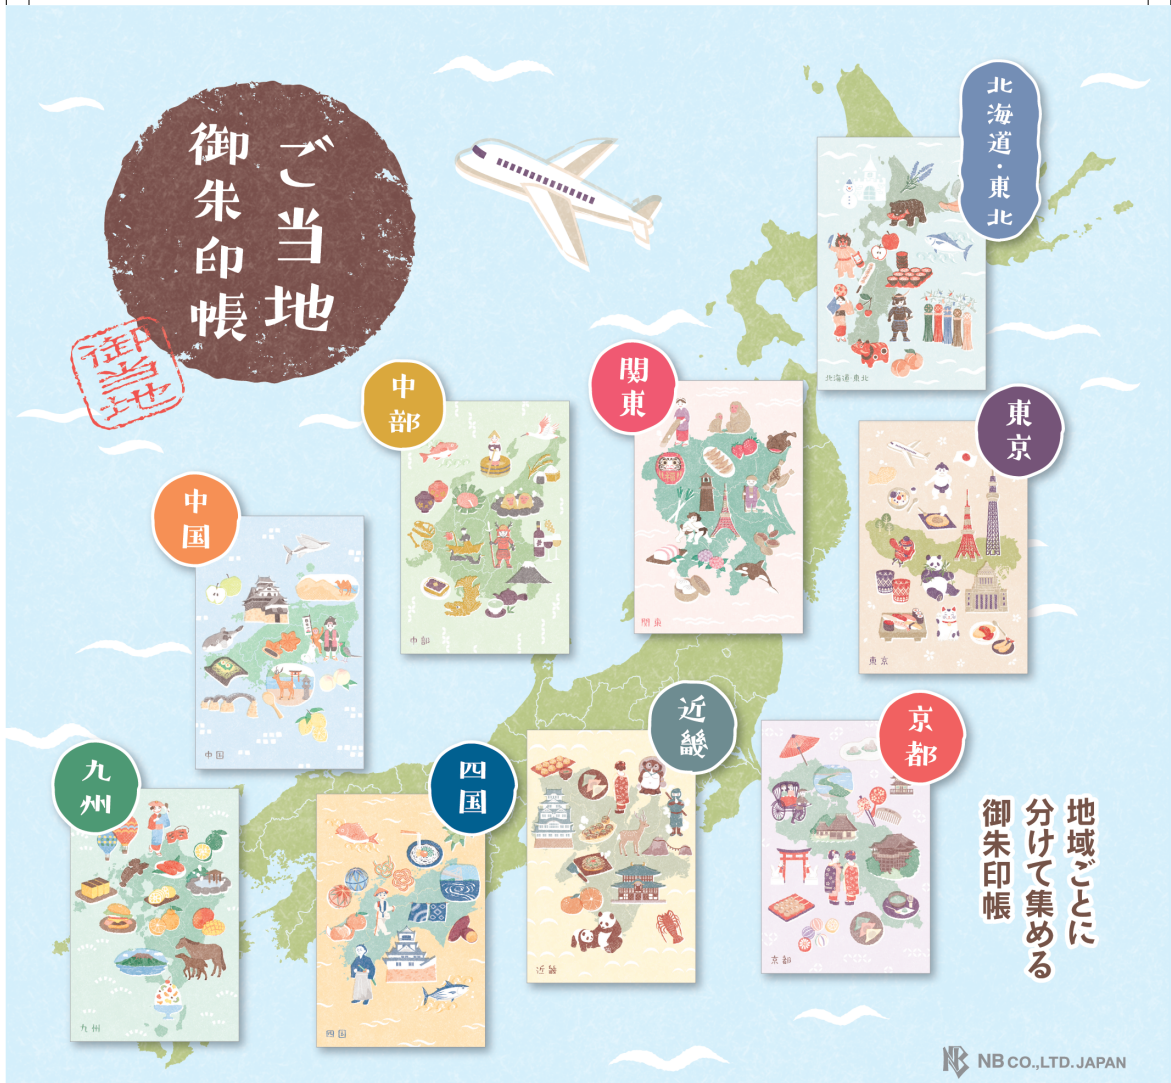 ご当地
御朱印帳
御当地
北海道・東北
北海道・東北
関東
関東
東京
東京
中部
中部
中国
中国
近畿
近畿
京都
京都
四国
四国
九州
九州
地域ごとに
分けて集める
御朱印帳
NB CO.,LTD. JAPAN